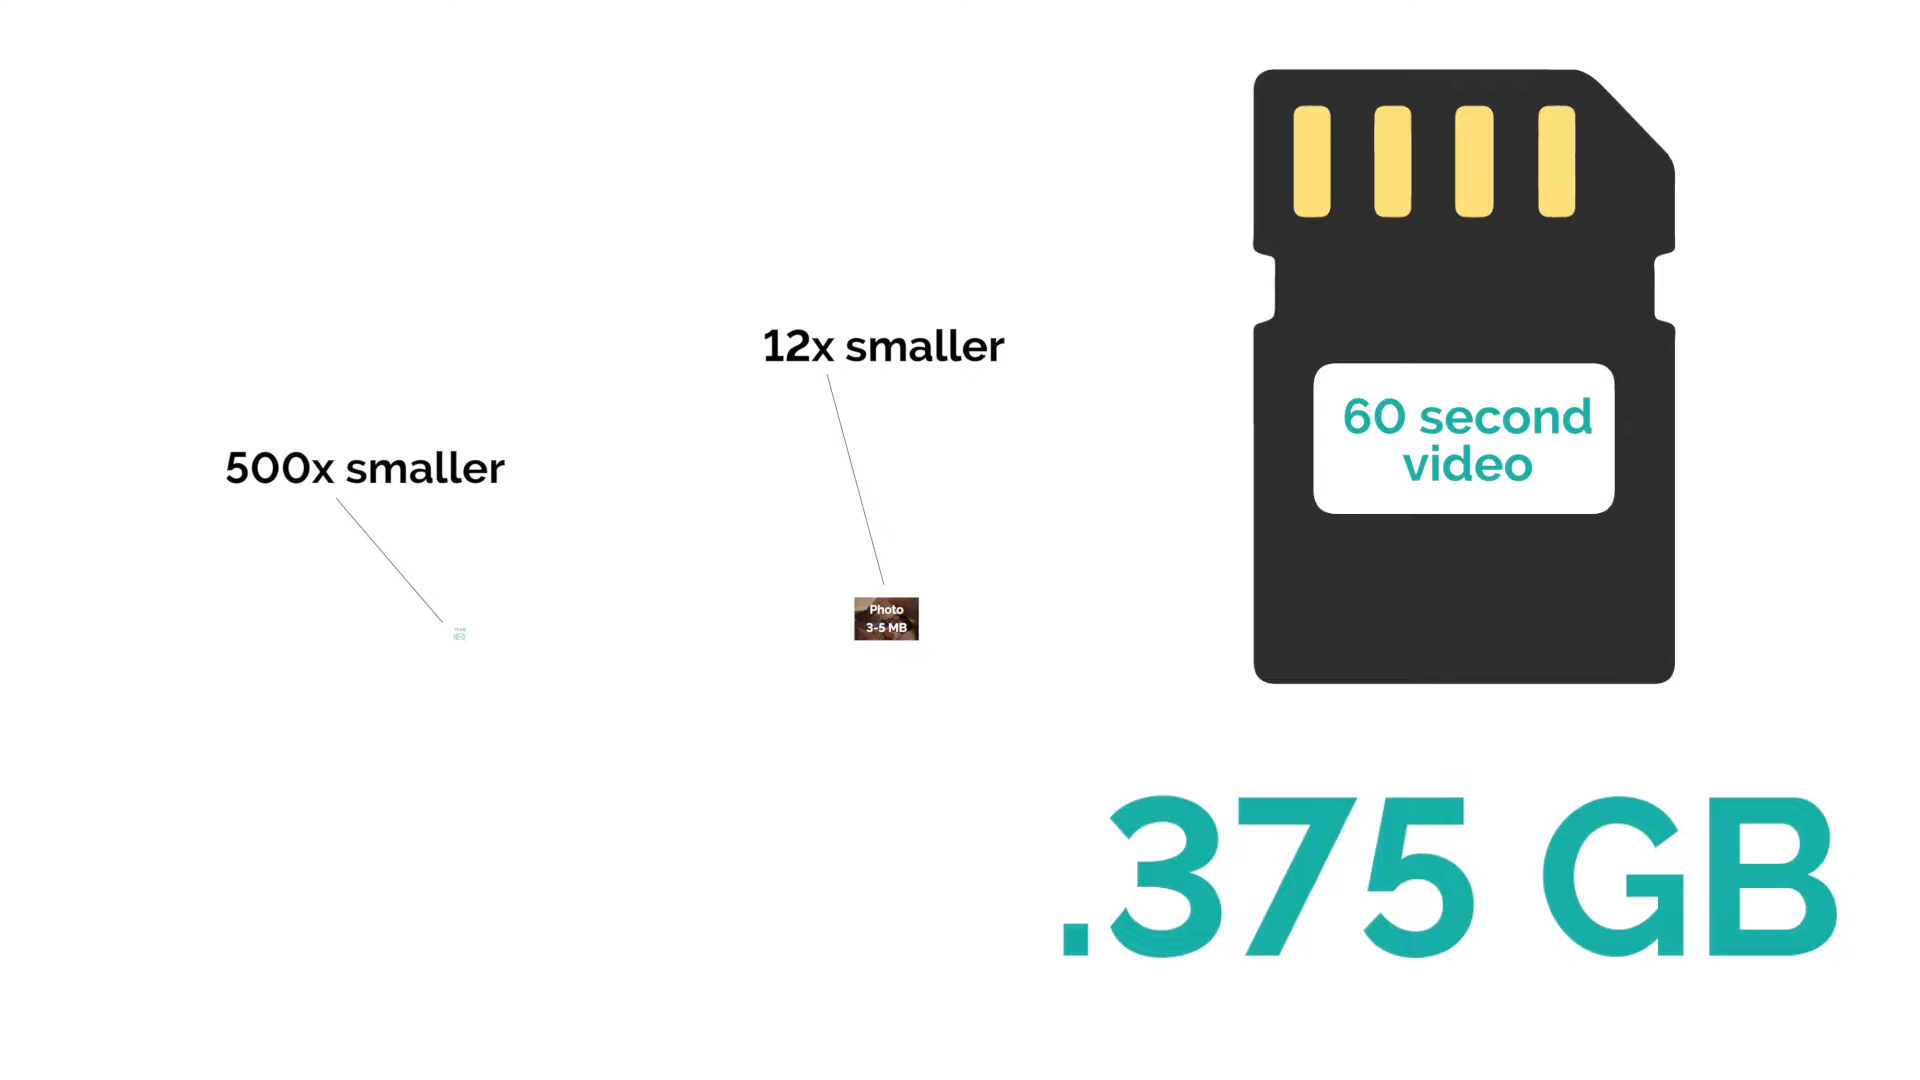 12x smaller
500x smaller
60 second
video
Photo
3-5 MB
.375 GB